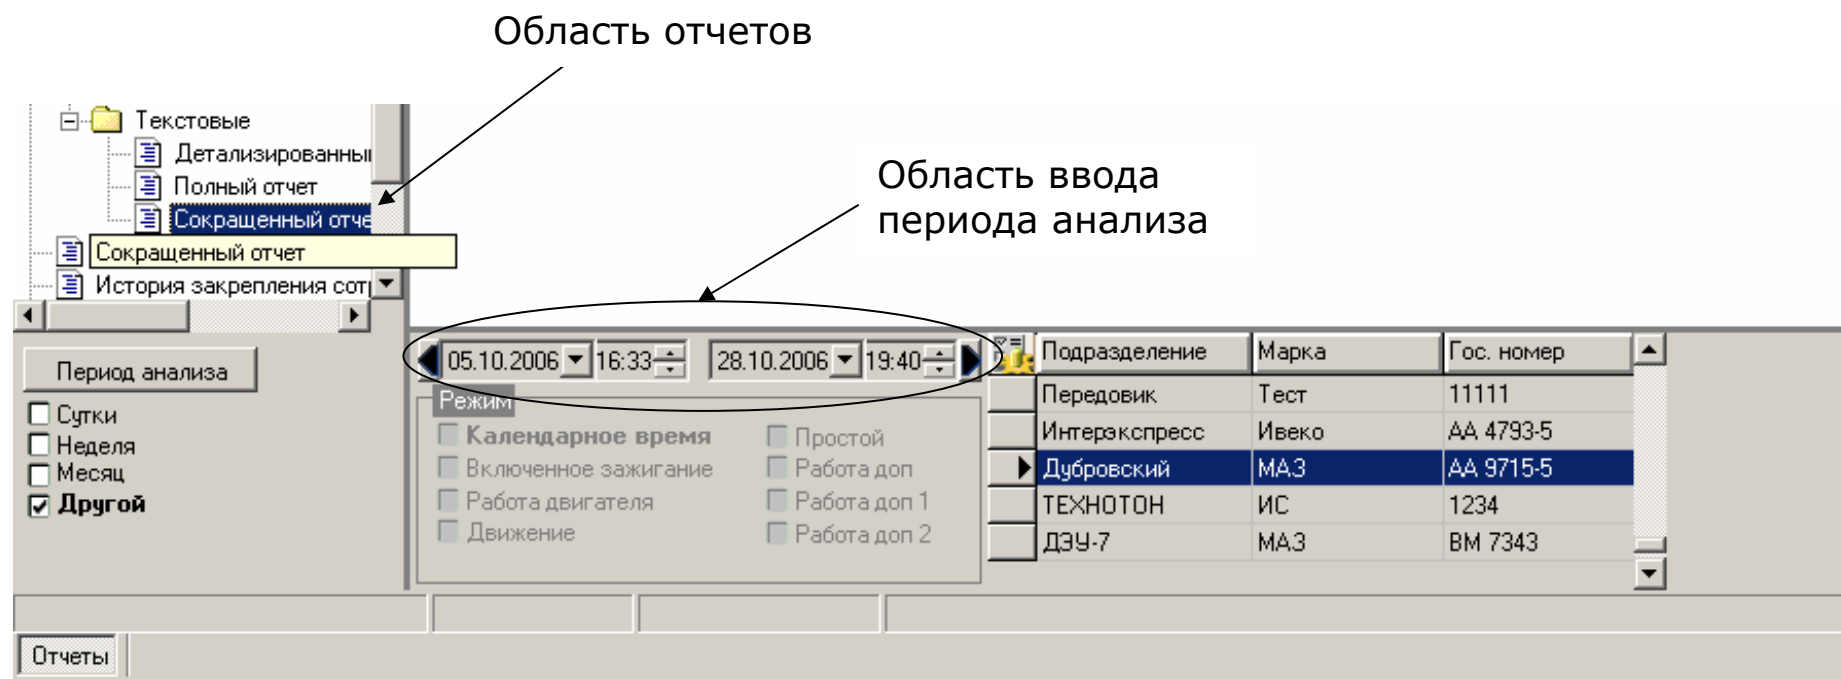 Область отчетов
Текстовые
Детализированны
Полный отчет
Сокращенный отче
Сокращенный отчет
История закрепления сот
Область ввода
периода анализа
Период анализа
Сутки
Неделя
Месяц
Другой
05.10.2006 16:33 28.10.2006 19:40
Режим
Календарное время Простой
Включенное зажигание Работа доп
Работа двигателя Работа доп 1
Движение Работа доп 2
Подразделение Марка Гос. номер
Передовик Тест 11111
Интерэкспресс Ивеко АА 4793-5
Дубровский МАЗ АА 9715-5
ТЕХНОТОН ИС 1234
ДЭУ-7 МАЗ ВМ 7343
Отчеты